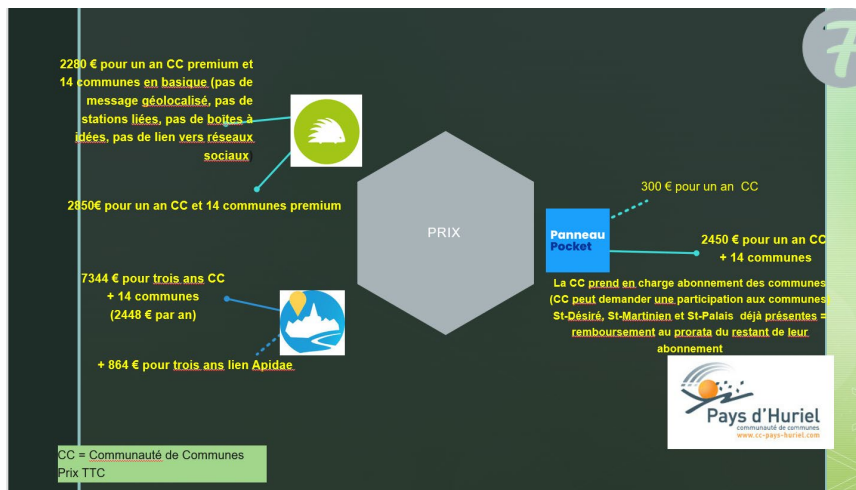 7
2280 € pour un an CC premium et
14 communes en basique (pas de
message géolocalisé, pas de
stations liées, pas de boîtes à
idées, pas de lien vers réseaux
sociaux)
2850€ pour un an CC et 14 communes premium
7344 € pour trois ans CC
+ 14 communes
(2448 € par an)
+ 864 € pour trois ans lien Apidae
PRIX
300 € pour un an CC
Panneau
Pocket
2450 € pour un an CC
+ 14 communes
La CC prend en charge abonnement des communes
(CC peut demander une participation aux communes)
St-Désiré, St-Martinien et St-Palais déjà présentes =
remboursement au prorata du restant de leur
abonnement
Pays d'Huriel
communauté de communes
www.cc-pays-huriel.com
CC = Communauté de Communes
Prix TTC